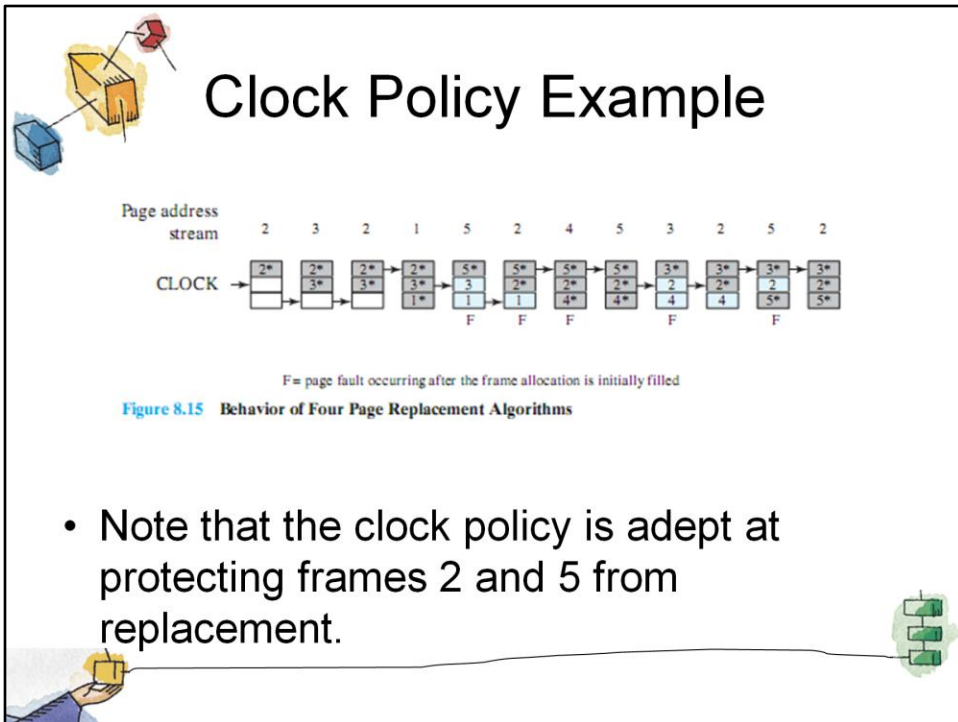 Clock Policy Example
Page address
stream 2 3 2 1 5 2 4 5 3 2 5 2
2* 2* 2* 2* 5* 5* 5* 5* 3* 3* 3* 3*
CLOCK 3* 3* 3* 3 2* 2* 2* 2 2* 2 2*
1* 1 1 4* 4* 4 4 5* 5*
F F F F F
F= page fault occurring after the frame allocation is initially filled
Figure 8.15 Behavior of Four Page Replacement Algorithms
• Note that the clock policy is adept at
protecting frames 2 and 5 from
replacement.